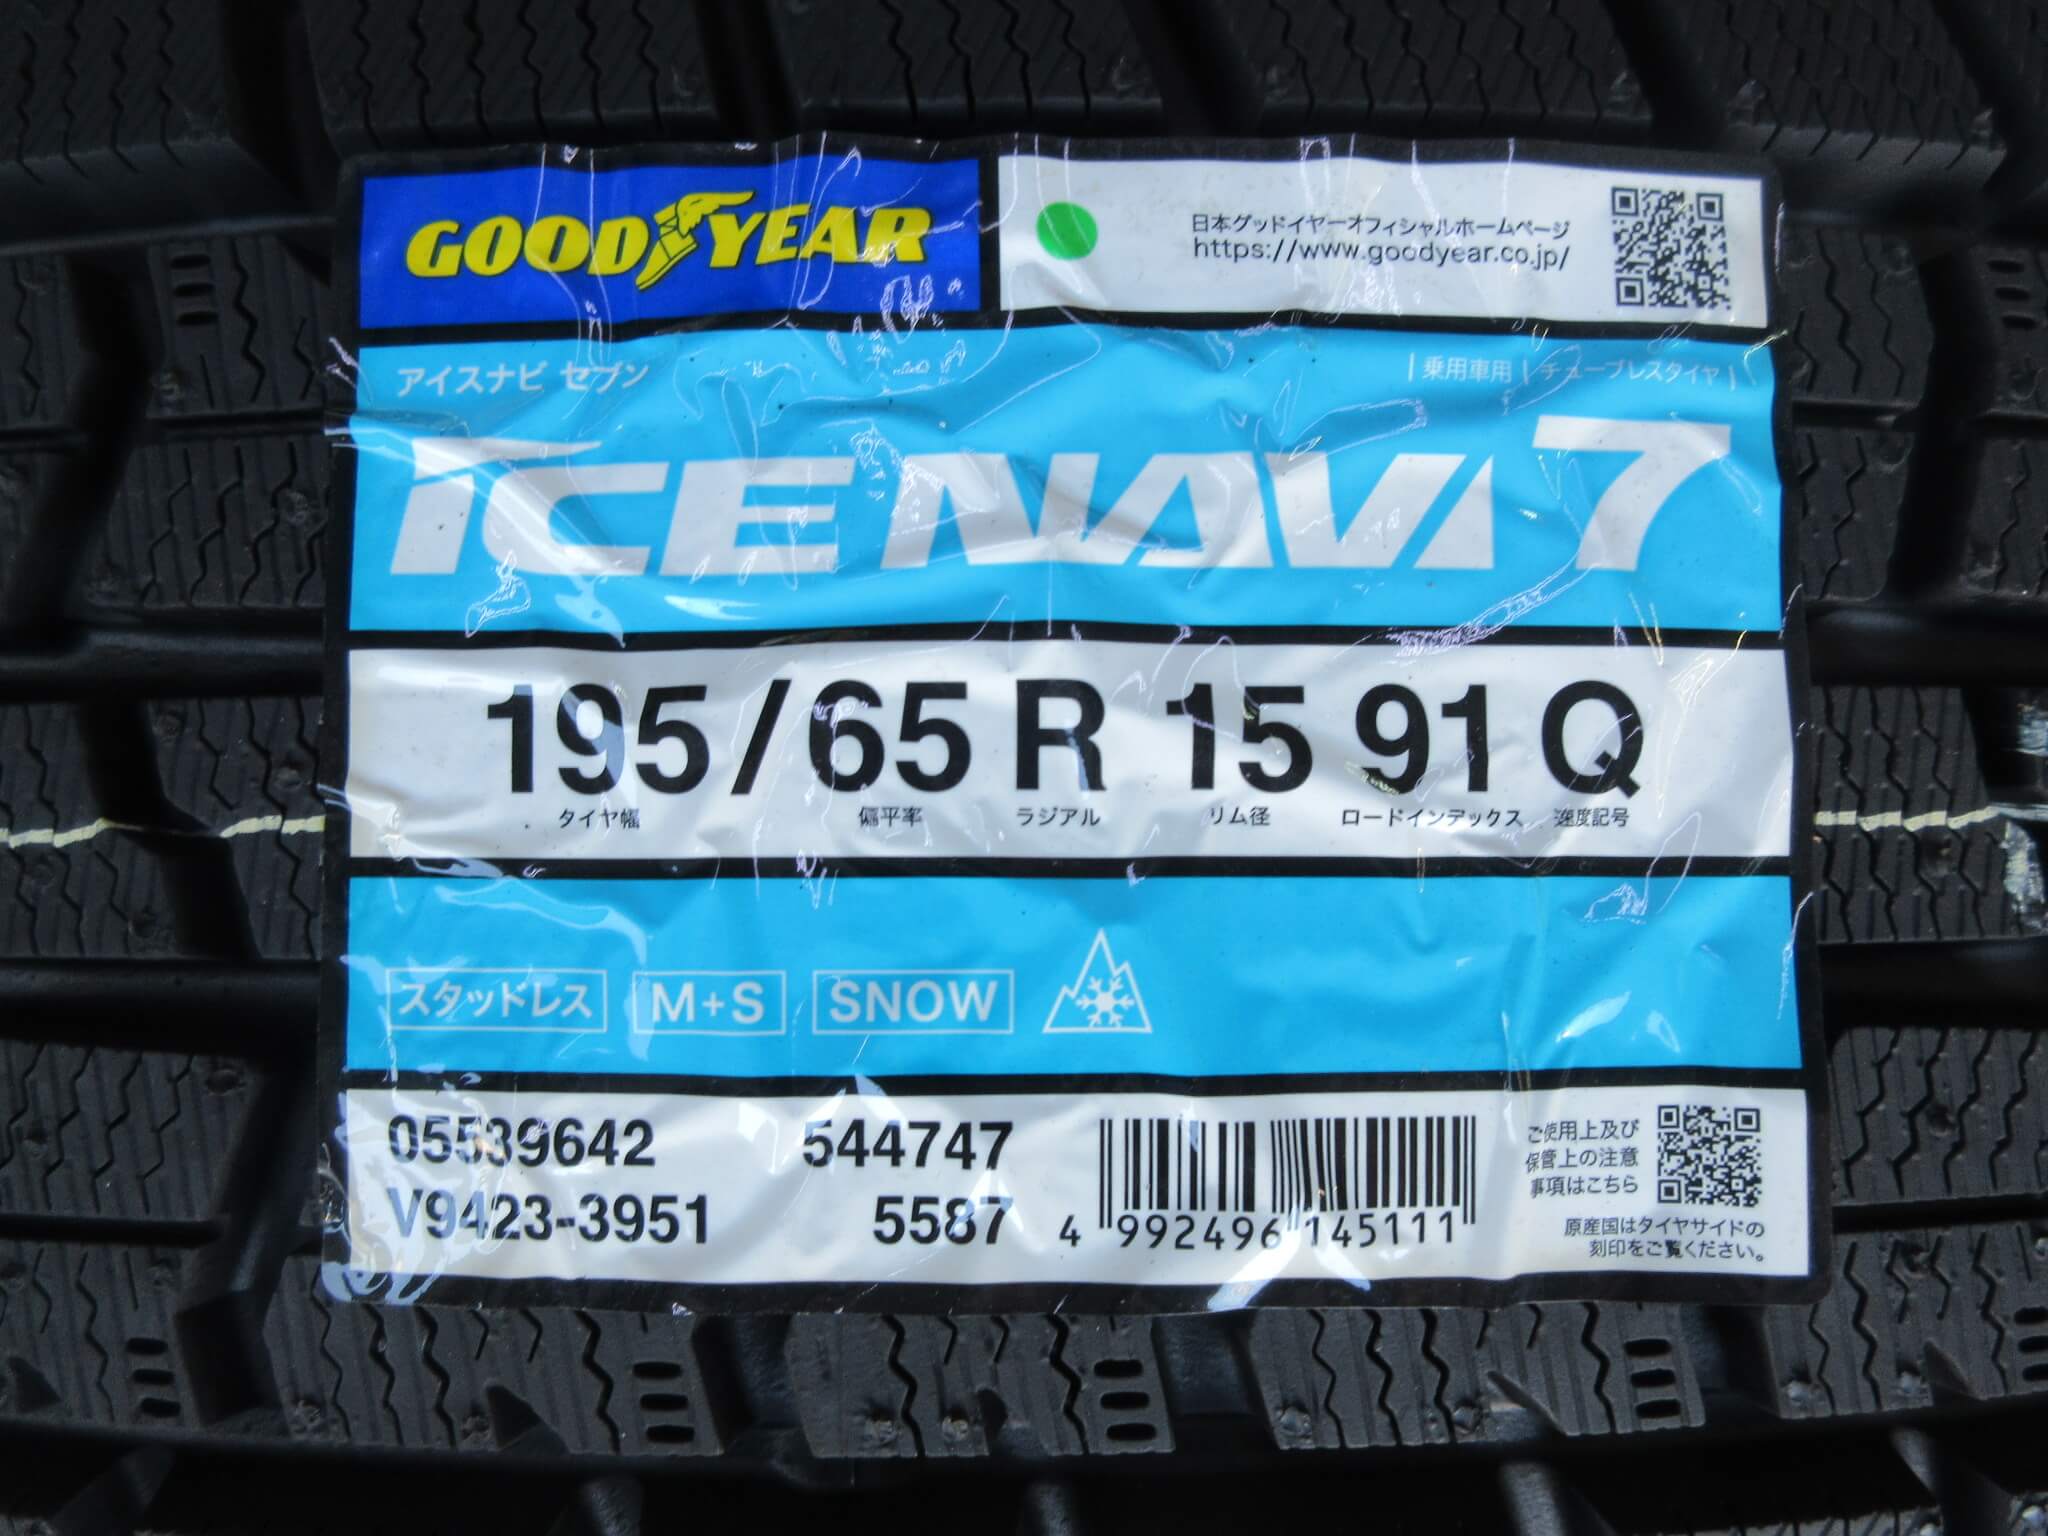 GOODYEAR
日本グッドイヤーオフィシャルホームページ
https://www.goodyear.co.jp/
アイスナビ セブン
| 乗用車用 | チューブレスタイヤ |
ICE NAVI 7
195/65 R 15 91 Q
タイヤ幅 偏平率 ラジアル リム径 ロードインデックス 速度記号
スタッドレス M+S SNOW
05539642 544747
V9423-3951 5587
4 992496 145111
ご使用上及び
保管上の注意
事項はこちら
原産国はタイヤサイドの
刻印をご覧ください。